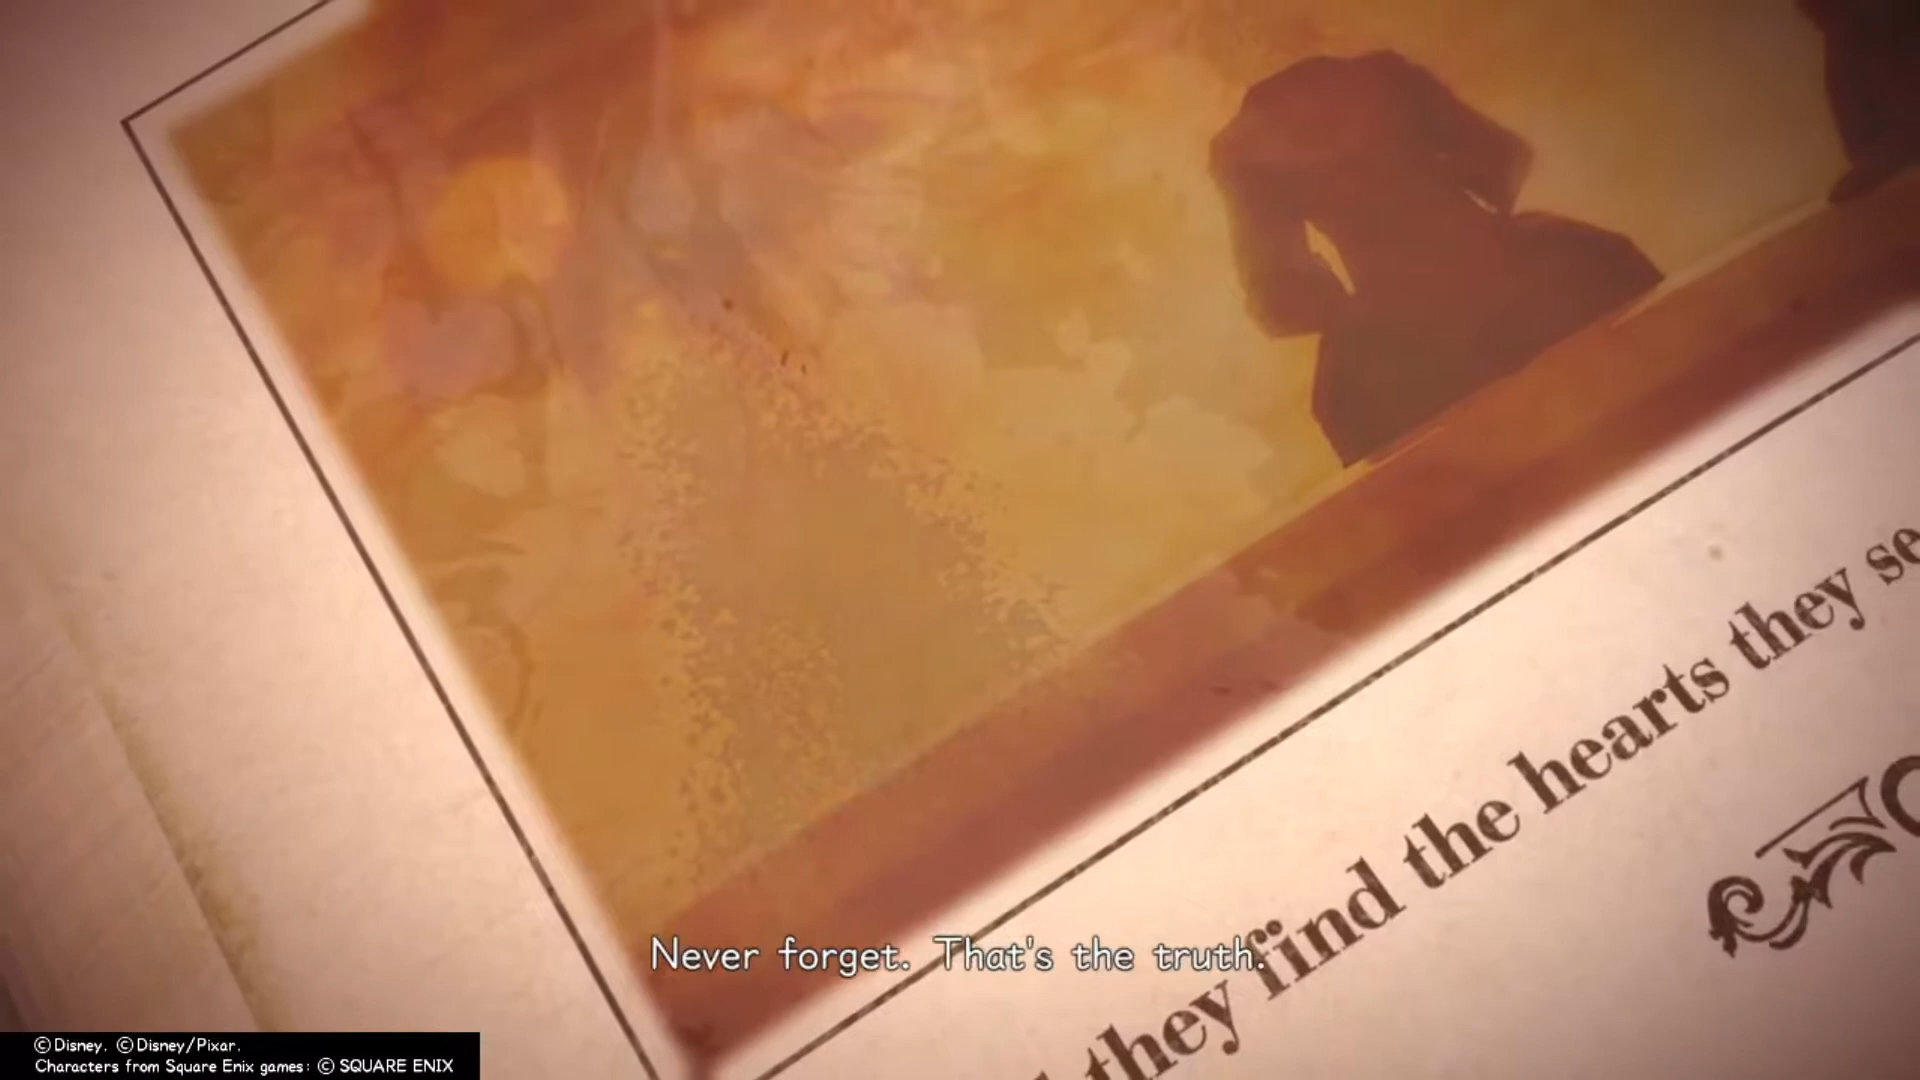 they find the hearts they
Never forget. That's the truth.
©Disney. ©Disney/Pixar.
Characters from Square Enix games: © SQUARE ENIX